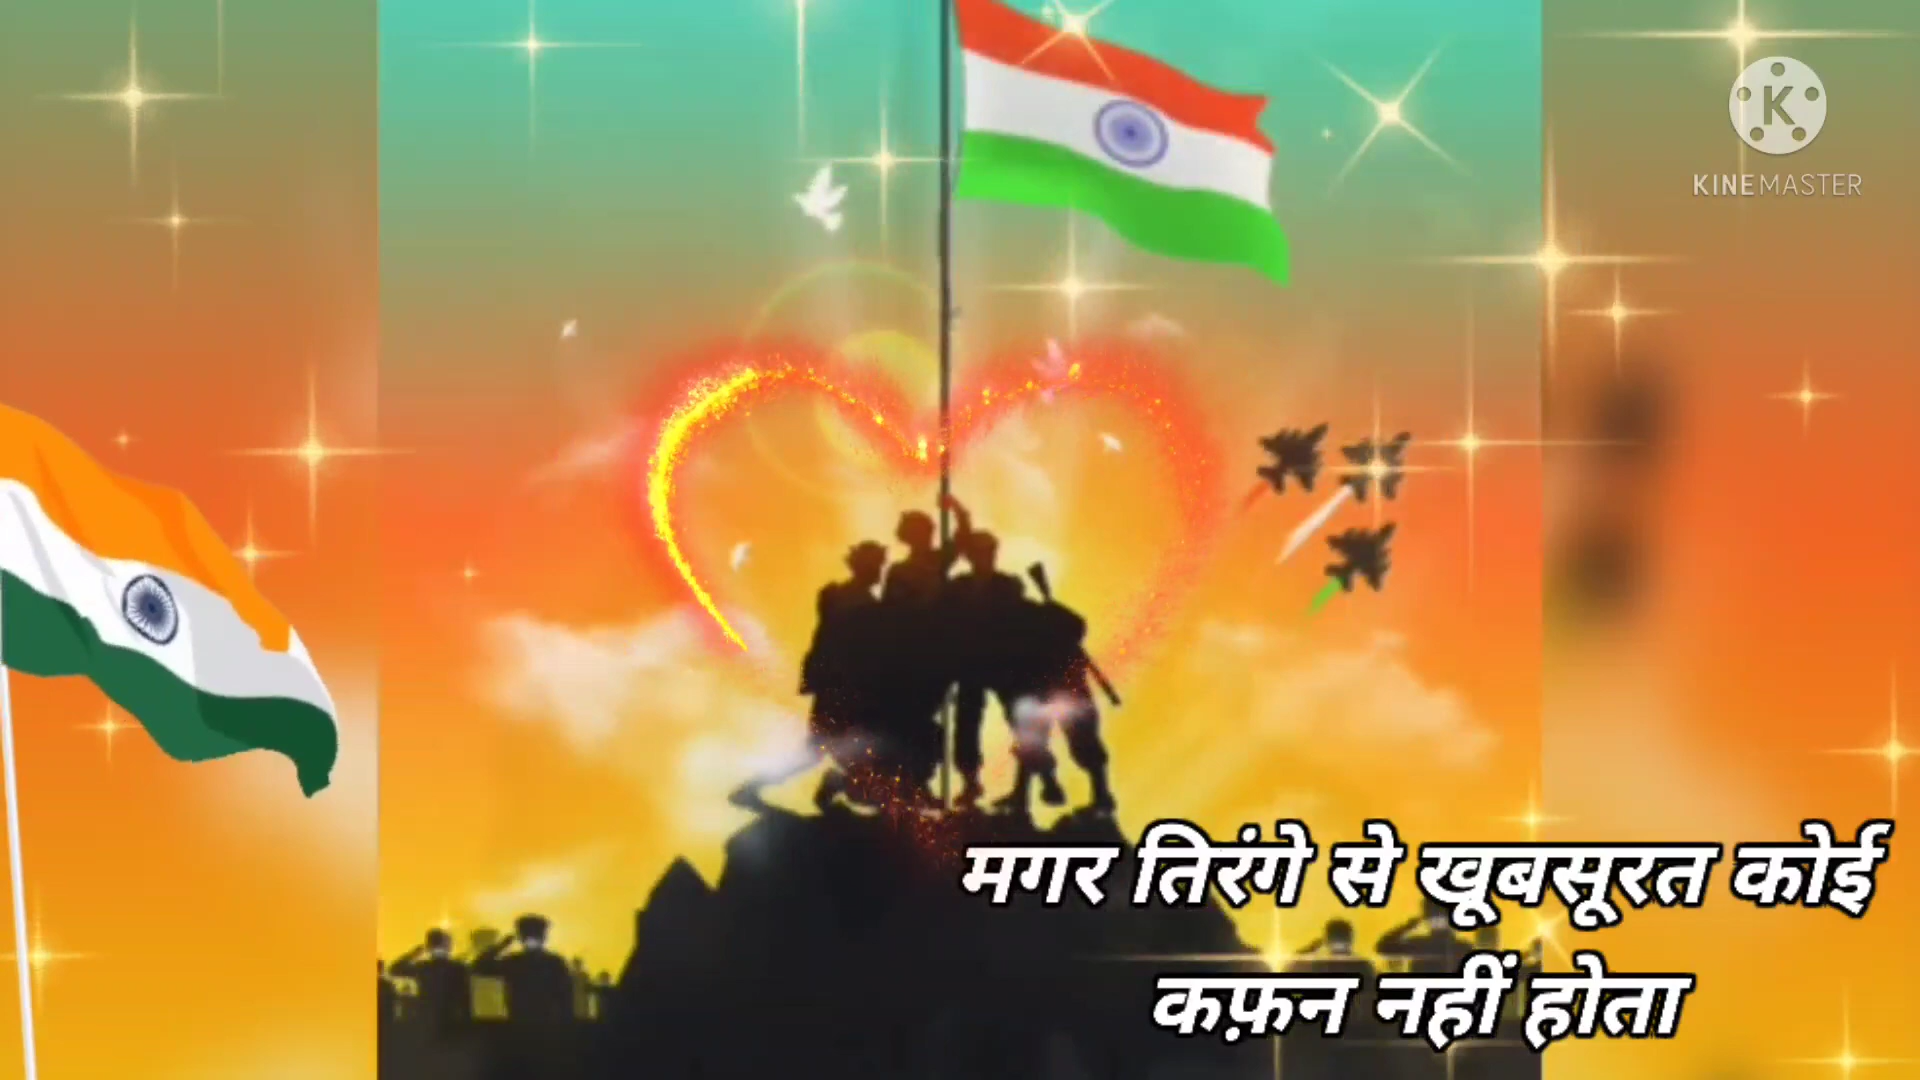 K
KINEMASTER
मगर तिरंगे से खूबसूरत कोई
कफ़न नहीं होता